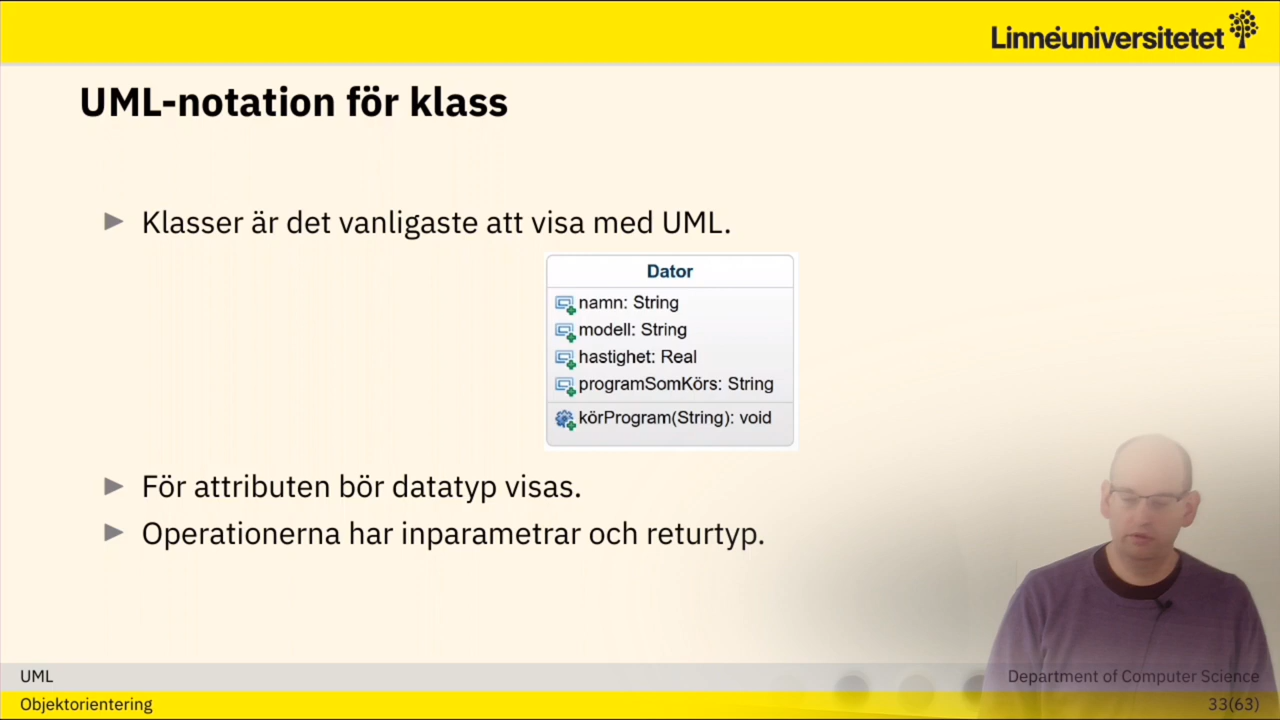 Linnéuniversitetet
UML-notation för klass
Klasser är det vanligaste att visa med UML.
Dator
namn: String
modell: String
hastighet: Real
programSomKörs: String
körProgram(String): void
För attributen bör datatyp visas.
Operationerna har inparametrar och returtyp.
UML
Department of Computer Science
Objektorientering
33(63)